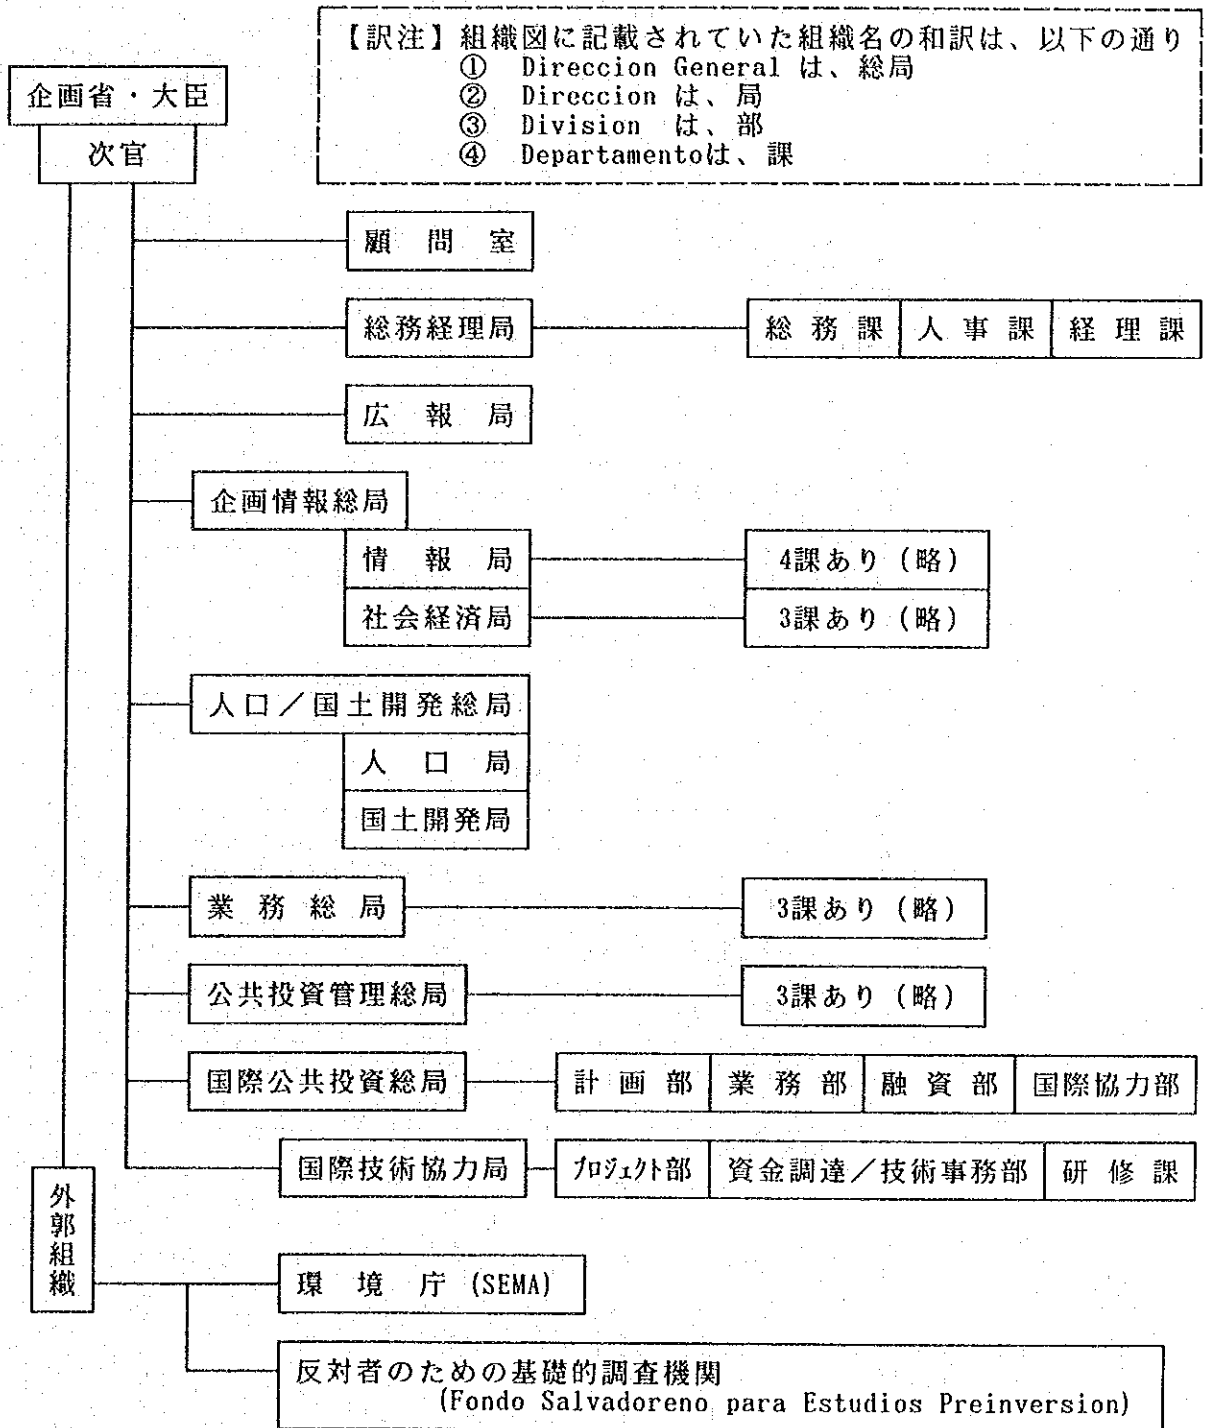 【訳注】組織図に記載されていた組織名の和訳は、以下の通り
① Direccion General は、総局
② Direccion は、局
③ Division は、部
④ Departamentoは、課
企画省・大臣
次官
顧問室
総務経理局 総務課 人事課 経理課
広報局
企画情報総局
情報局 4課あり(略)
社会経済局 3課あり(略)
人口／国土開発総局
人口局
国土開発局
業務総局 3課あり(略)
公共投資管理総局 3課あり(略)
国際公共投資総局 計画部 業務部 融資部 国際協力部
国際技術協力局 プロジェクト部 資金調達／技術事務部 研修課
外郭組織
環境庁(SEMA)
反対者のための基礎的調査機関
(Fondo Salvadoreno para Estudios Preinversion)